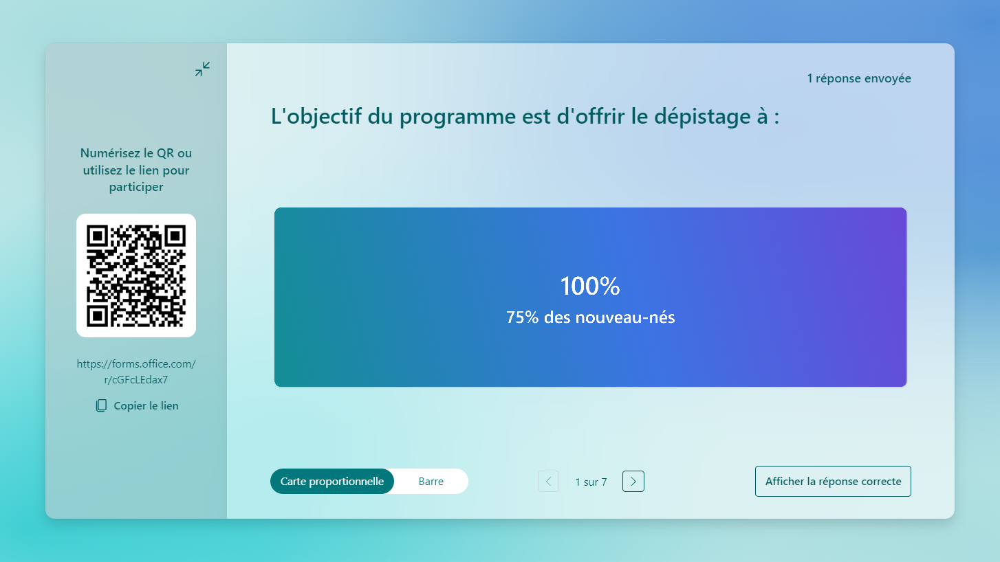 1 réponse envoyée
L'objectif du programme est d'offrir le dépistage à :
Numérisez le QR ou
utilisez le lien pour
participer
https://forms.office.com/
r/cGFcLEdax7
Copier le lien
100%
75% des nouveau-nés
Carte proportionnelle
Barre
1 sur 7
Afficher la réponse correcte